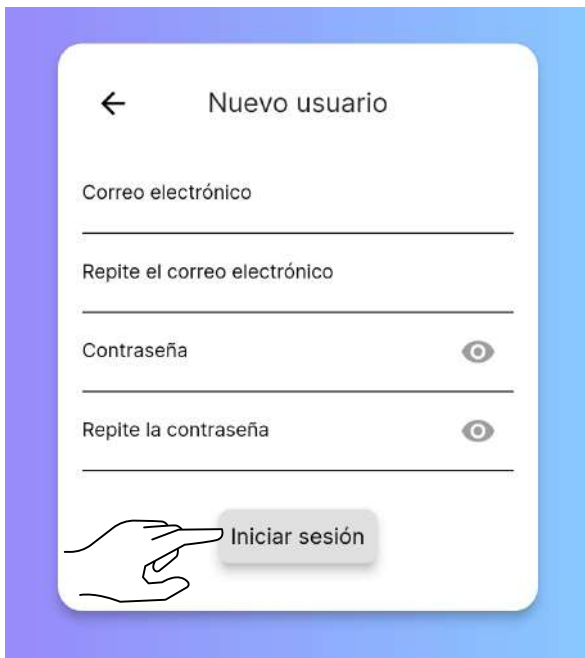 Nuevo usuario
Correo electrónico
Repite el correo electrónico
Contraseña
Repite la contraseña
Iniciar sesión